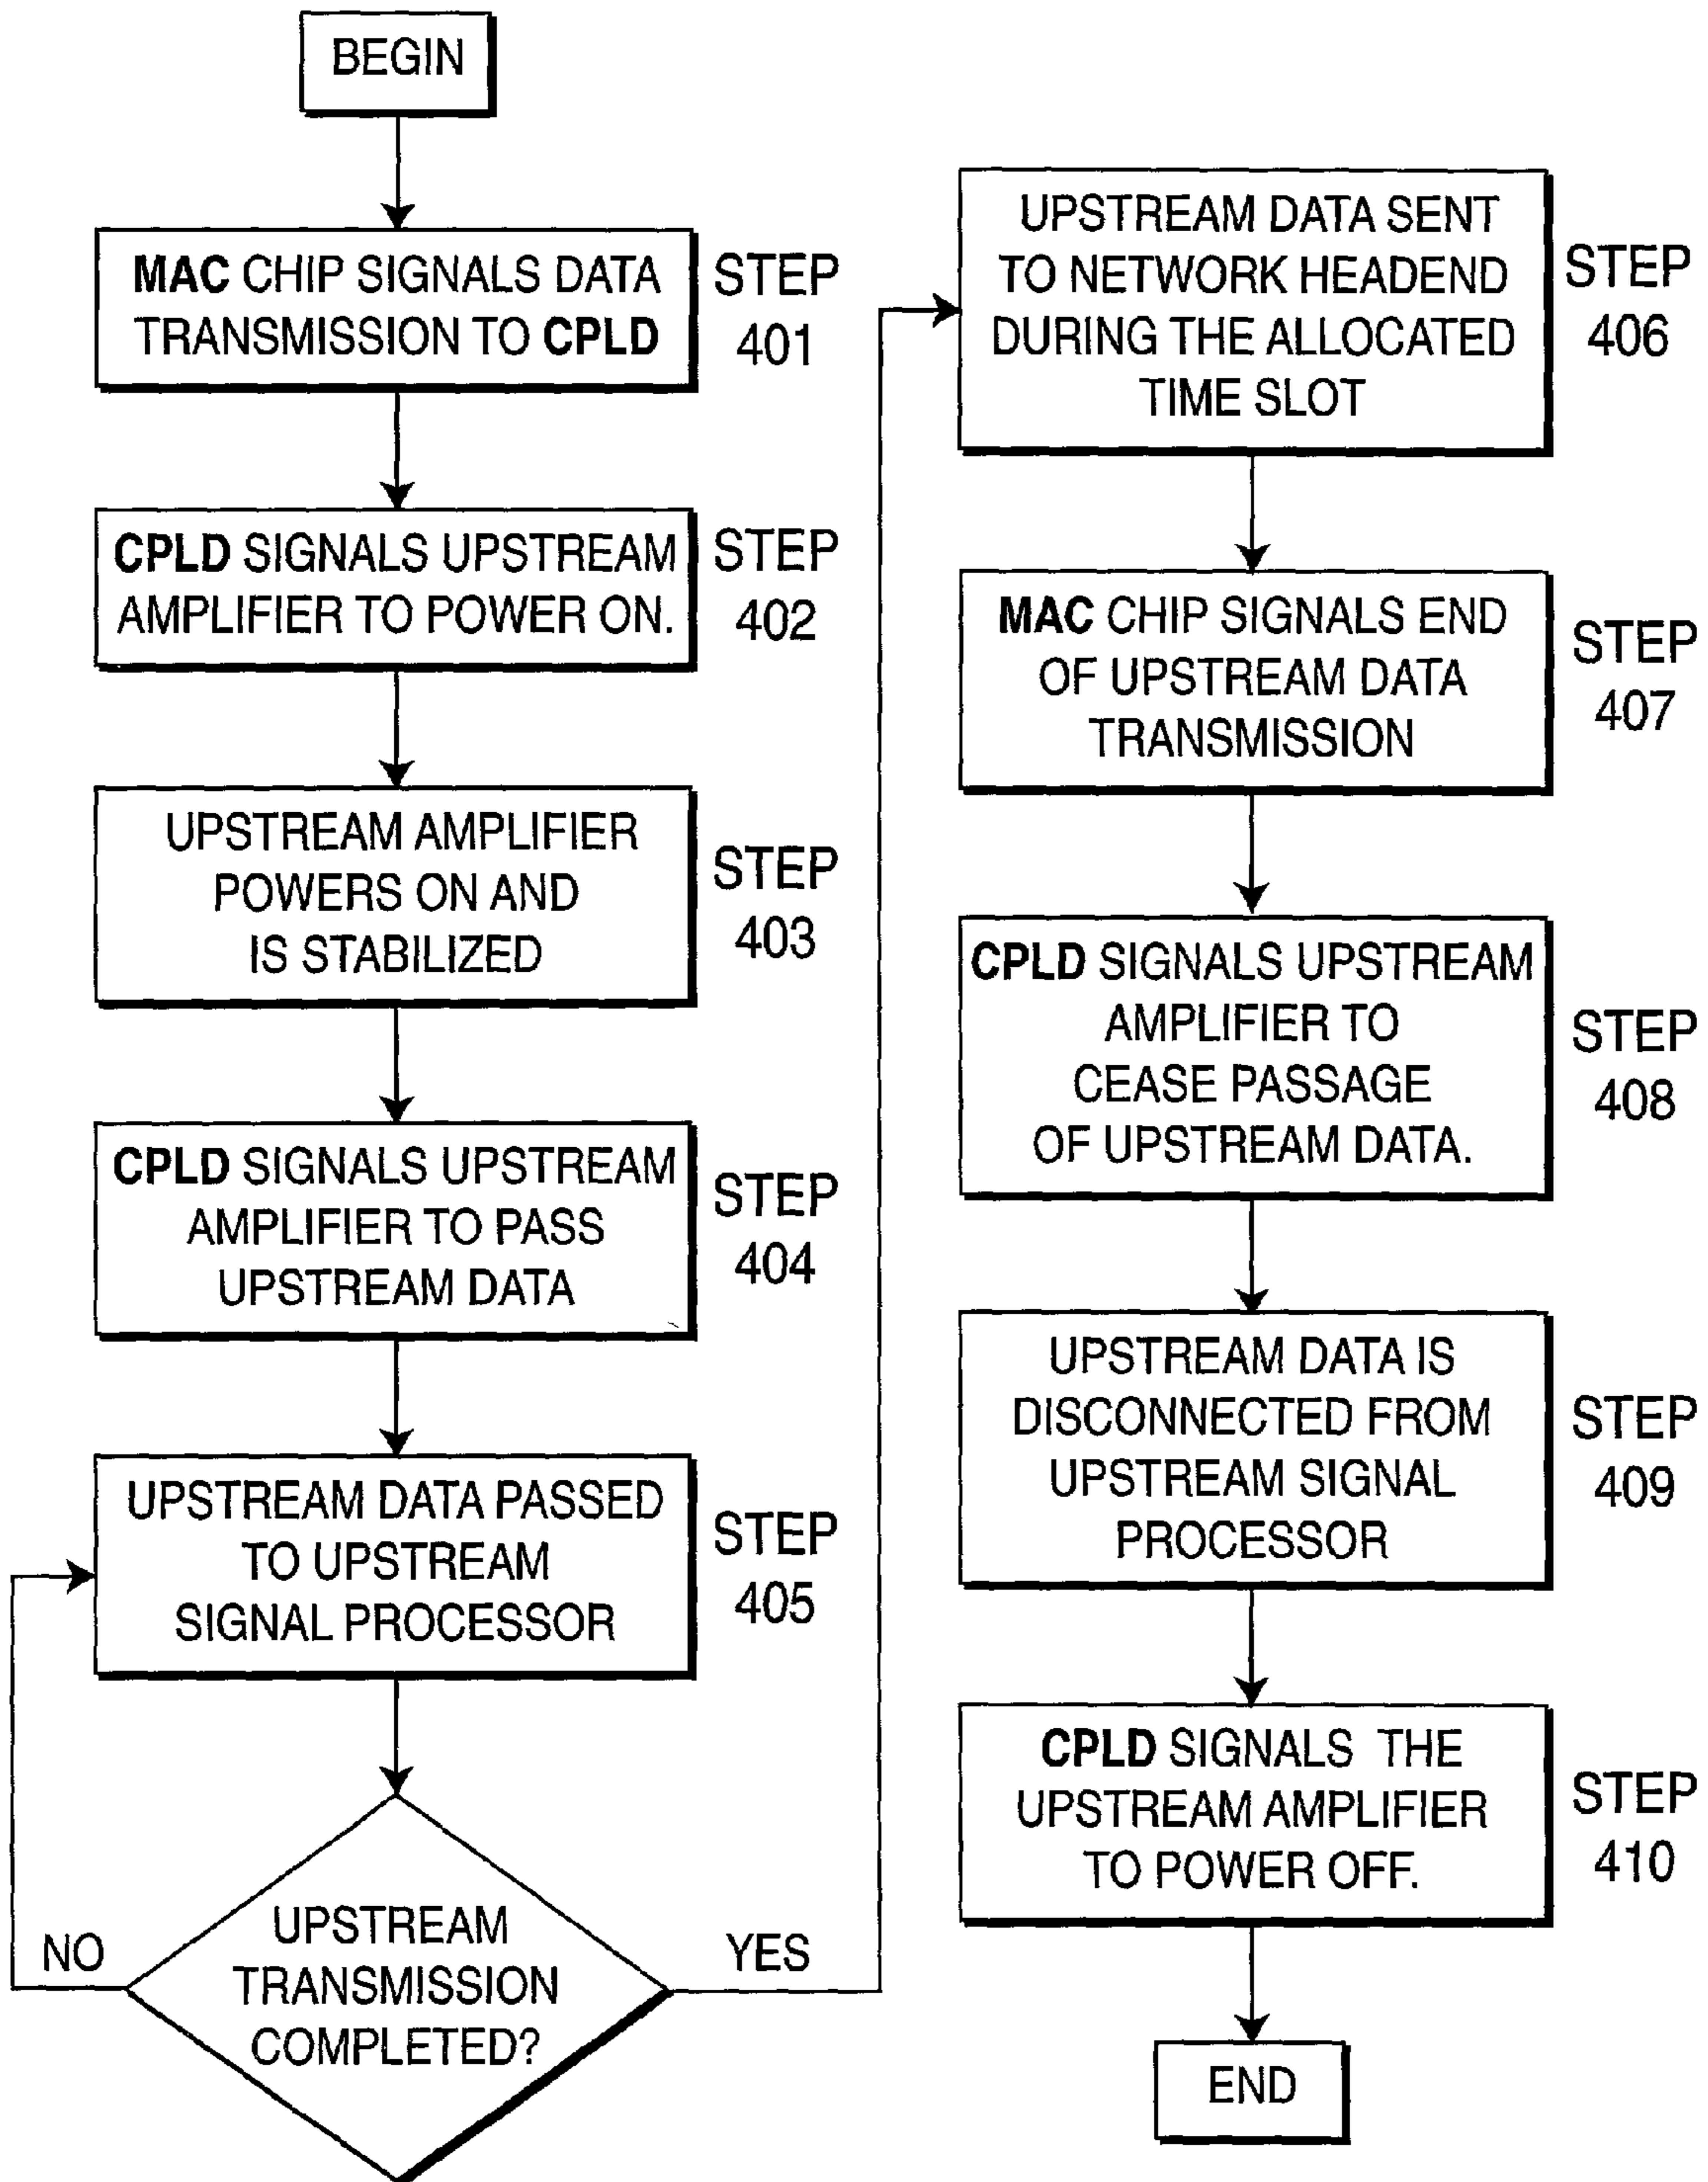 BEGIN
MAC CHIP SIGNALS DATA
TRANSMISSION TO CPLD
STEP
401
CPLD SIGNALS UPSTREAM
AMPLIFIER TO POWER ON.
STEP
402
UPSTREAM AMPLIFIER
POWERS ON AND
IS STABILIZED
STEP
403
CPLD SIGNALS UPSTREAM
AMPLIFIER TO PASS
UPSTREAM DATA
STEP
404
UPSTREAM DATA PASSED
TO UPSTREAM
SIGNAL PROCESSOR
STEP
405
UPSTREAM
TRANSMISSION
COMPLETED?
NO
YES
UPSTREAM DATA SENT
TO NETWORK HEADEND
DURING THE ALLOCATED
TIME SLOT
STEP
406
MAC CHIP SIGNALS END
OF UPSTREAM DATA
TRANSMISSION
STEP
407
CPLD SIGNALS UPSTREAM
AMPLIFIER TO
CEASE PASSAGE
OF UPSTREAM DATA.
STEP
408
UPSTREAM DATA IS
DISCONNECTED FROM
UPSTREAM SIGNAL
PROCESSOR
STEP
409
CPLD SIGNALS THE
UPSTREAM AMPLIFIER
TO POWER OFF.
STEP
410
END